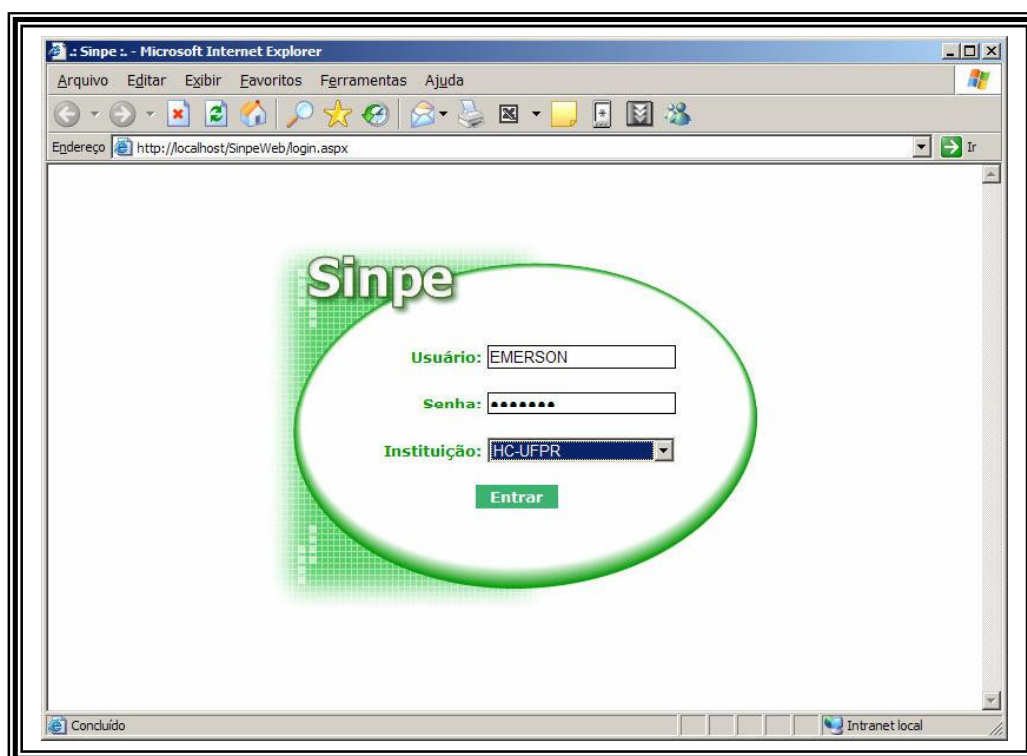 .: Sinpe :. - Microsoft Internet Explorer
Arquivo Editar Exibir Favoritos Ferramentas Ajuda
Endereço http://localhost/SinpeWeb/login.aspx Ir
Sinpe
Usuário: EMERSON
Senha: •••••••
Instituição: HC-UFPR
Entrar
Concluído Intranet local